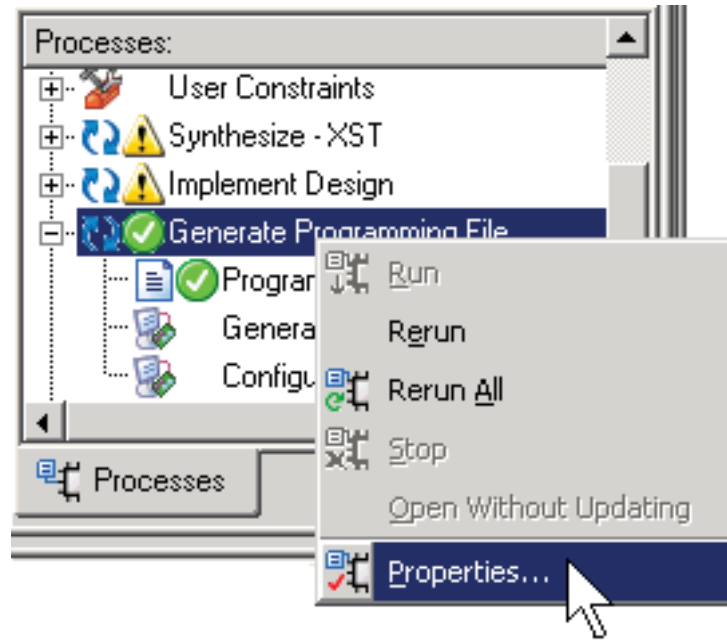 Processes:
User Constraints
Synthesize - XST
Implement Design
Generate Programming File
Program
Genera
Configu
Processes
Run
Rerun
Rerun All
Stop
Open Without Updating
Properties...